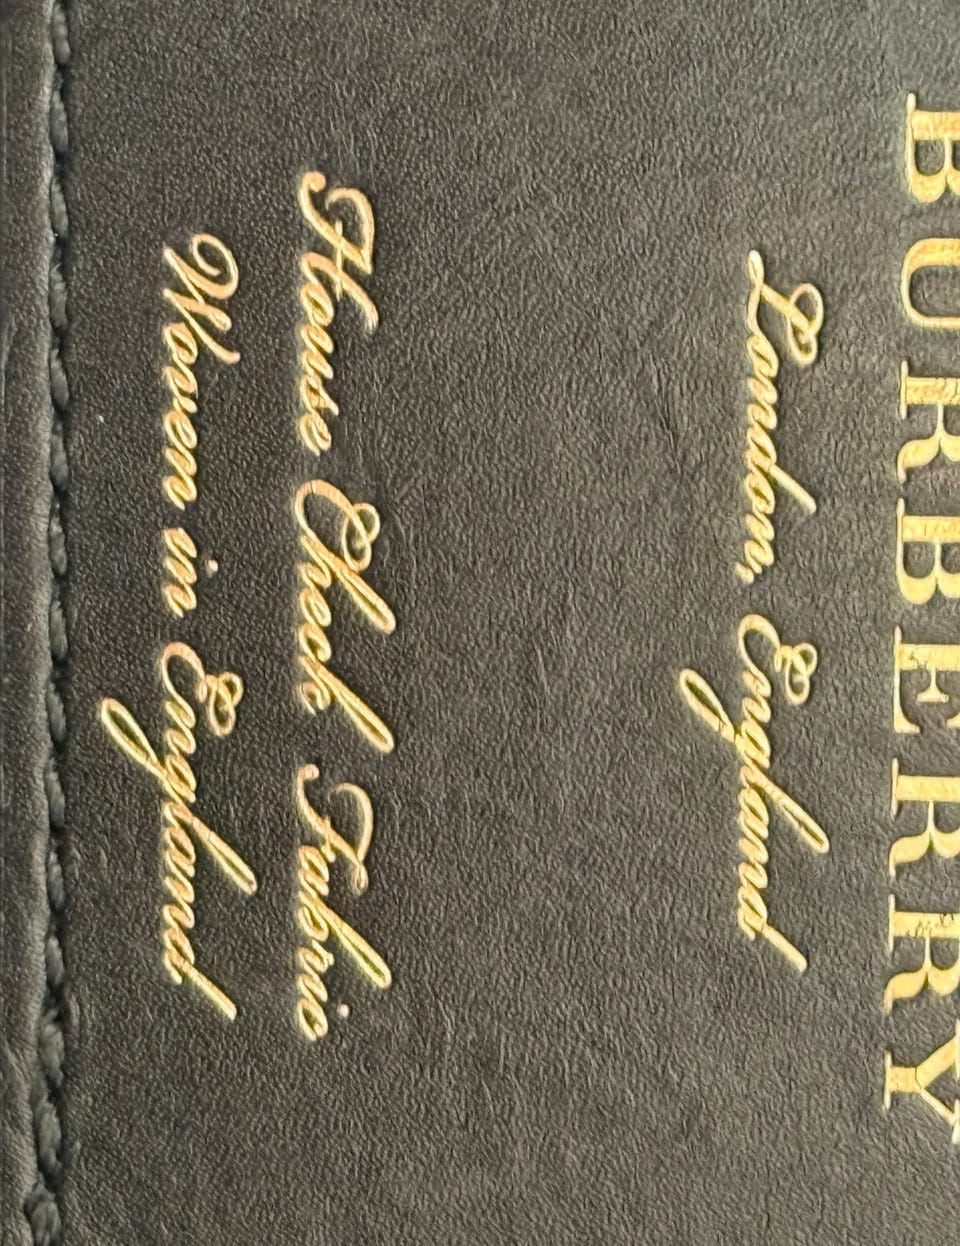 BURBERRY
London, England
House Check Fabric
Woven in England